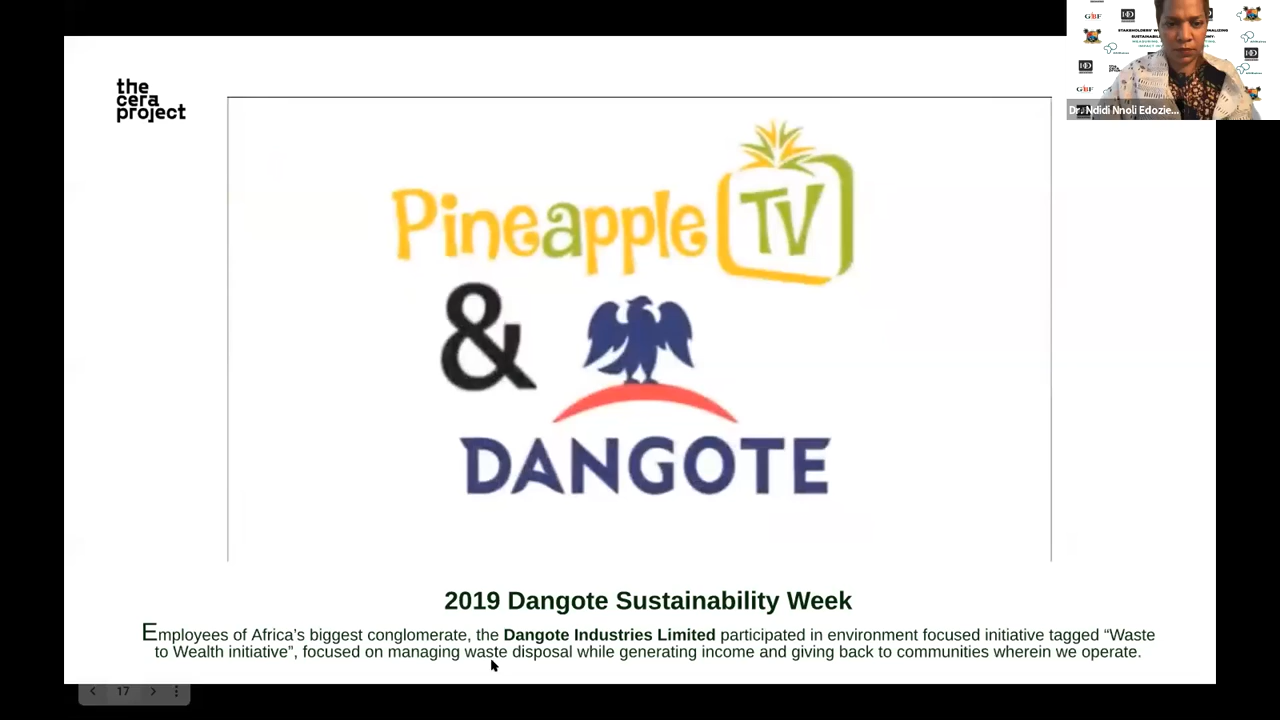 the
cera
project
Pineapple TV
&
DANGOTE
2019 Dangote Sustainability Week
Employees of Africa’s biggest conglomerate, the Dangote Industries Limited participated in environment focused initiative tagged “Waste
to Wealth initiative”, focused on managing waste disposal while generating income and giving back to communities wherein we operate.
17
Dr. Ndidi Nnoli Edozie...